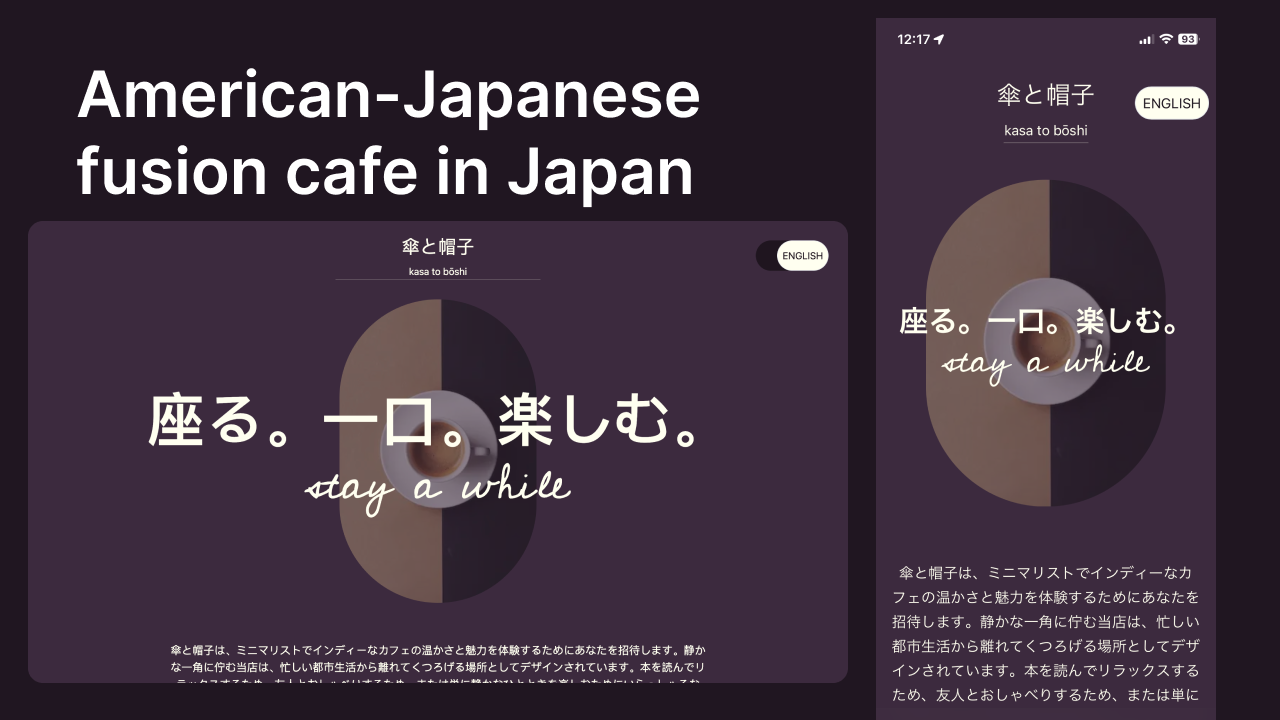 American-Japanese
fusion cafe in Japan
傘と帽子
kasa to bōshi
ENGLISH
座る。一口。楽しむ。
stay a while
傘と帽子は、ミニマリストでインディーなカフェの温かさと魅力を体験するためにあなたを招待します。静か
な一角に佇む当店は、忙しい都市生活から離れてくつろげる場所としてデザインされています。本を読んでリ
12:17
93
傘と帽子
kasa to bōshi
ENGLISH
座る。一口。楽しむ。
stay a while
傘と帽子は、ミニマリストでインディーなカ
フェの温かさと魅力を体験するためにあなたを
招待します。静かな一角に佇む当店は、忙しい
都市生活から離れてくつろげる場所としてデザ
インされています。本を読んでリラックスする
ため、友人とおしゃべりするため、または単に